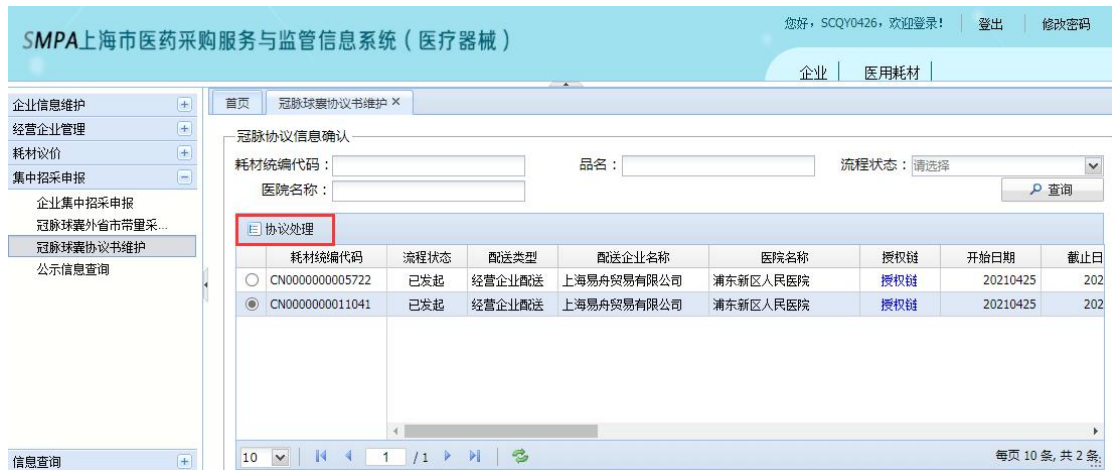 您好，SCQY0426，欢迎登录！ 登出 修改密码
SMPA上海市医药采购服务与监管信息系统（医疗器械）
企业 医用耗材
企业信息维护
经营企业管理
耗材议价
集中招采申报
企业集中招采申报
冠脉球囊外省市带量采...
冠脉球囊协议书维护
公示信息查询
信息查询
首页 冠脉球囊协议书维护 ×
冠脉协议信息确认
耗材统编代码： 品名： 流程状态：请选择
医院名称： 查询
协议处理
耗材统编代码 流程状态 配送类型 配送企业名称 医院名称 授权链 开始日期 截止日
CN0000000005722 已发起 经营企业配送 上海易舟贸易有限公司 浦东新区人民医院 授权链 20210425 202
CN0000000011041 已发起 经营企业配送 上海易舟贸易有限公司 浦东新区人民医院 授权链 20210425 202
10 1 /1 每页 10 条, 共 2 条